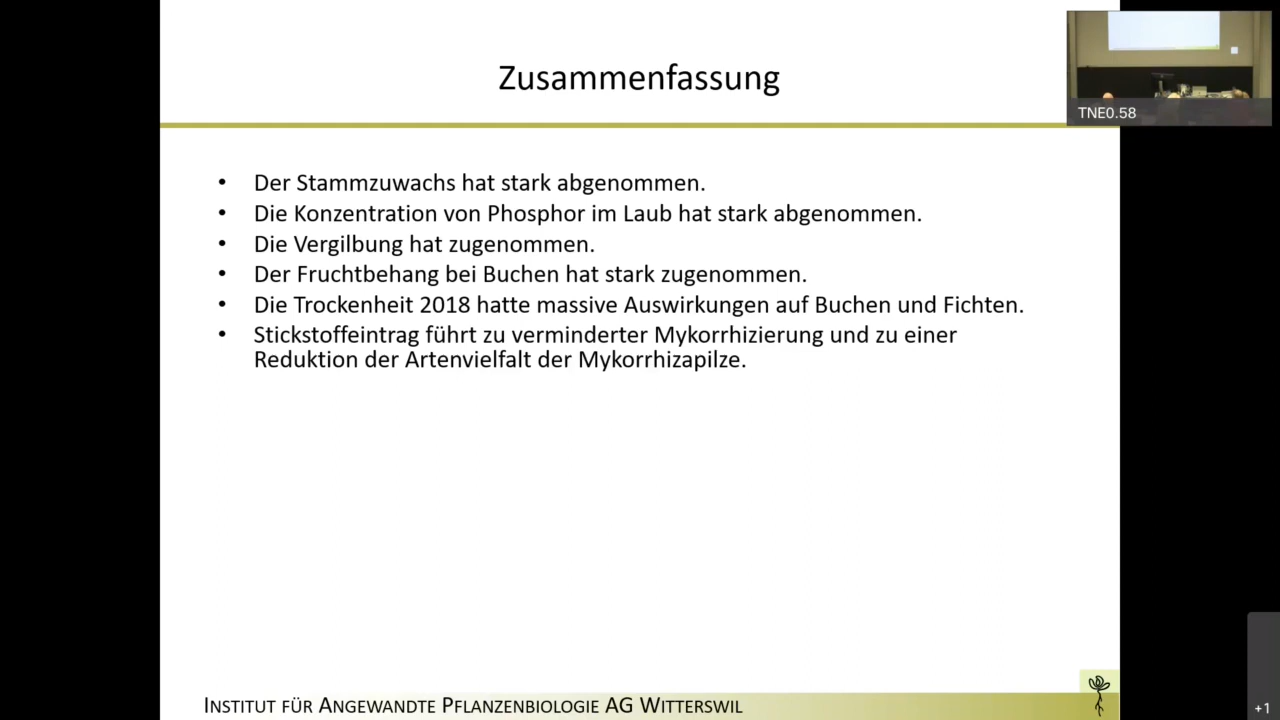 Zusammenfassung
TNE0.58
• Der Stammzuwachs hat stark abgenommen.
• Die Konzentration von Phosphor im Laub hat stark abgenommen.
• Die Vergilbung hat zugenommen.
• Der Fruchtbehang bei Buchen hat stark zugenommen.
• Die Trockenheit 2018 hatte massive Auswirkungen auf Buchen und Fichten.
• Stickstoffeintrag führt zu verminderter Mykorrhizierung und zu einer
Reduktion der Artenvielfalt der Mykorrhizapilze.
INSTITUT FÜR ANGEWANDTE PFLANZENBIOLOGIE AG WITTERSWIL
+1